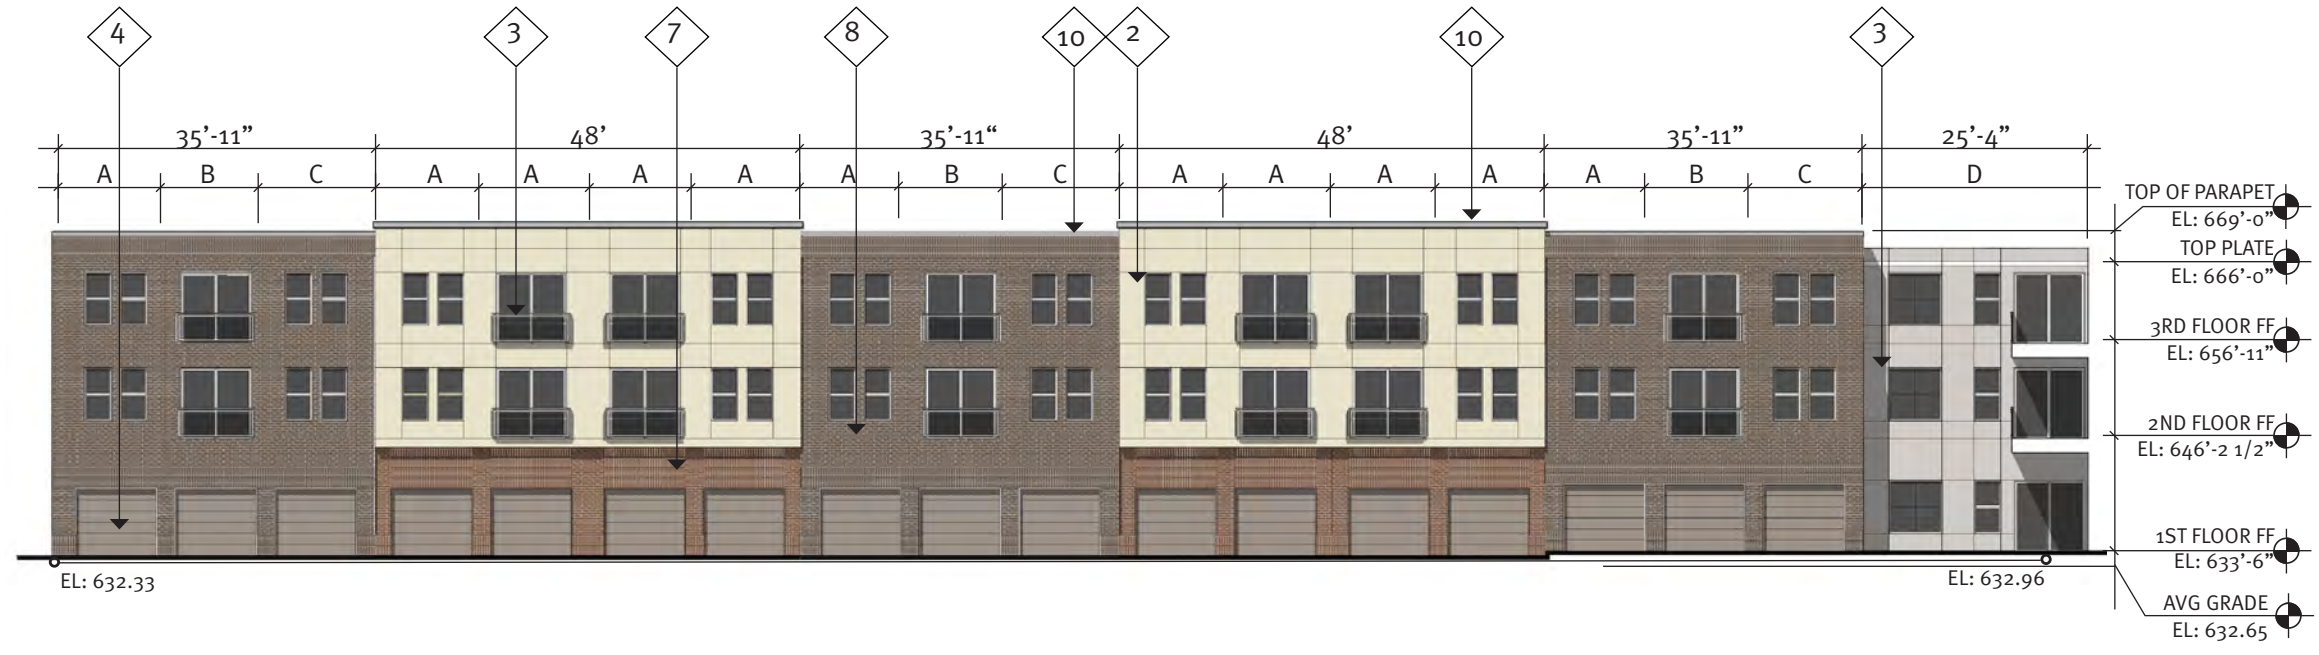 4 3 7 8 10 2 10 3
35’-11” 48’ 35’-11“ 48’ 35’-11” 25’-4”
A B C A A A A A B C A A A A A B C D
TOP OF PARAPET
EL: 669’-0”
TOP PLATE
EL: 666’-0”
3RD FLOOR FF
EL: 656’-11”
2ND FLOOR FF
EL: 646’-2 1/2”
1ST FLOOR FF
EL: 633’-6”
EL: 632.33 EL: 632.96
AVG GRADE
EL: 632.65